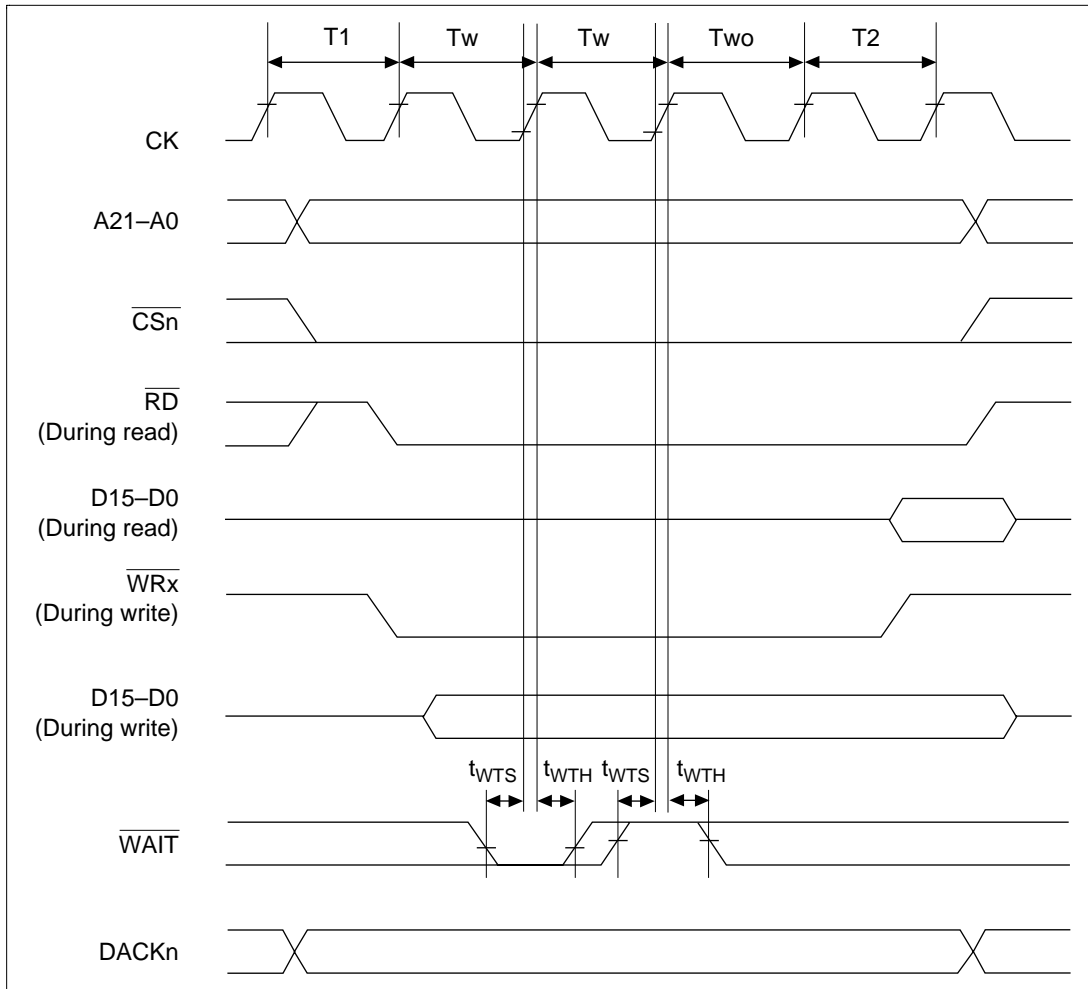 T1 Tw Tw Two T2
CK
A21–A0
CSn
RD
(During read)
D15–D0
(During read)
WRx
(During write)
D15–D0
(During write)
tWTS tWTH tWTS tWTH
WAIT
DACKn